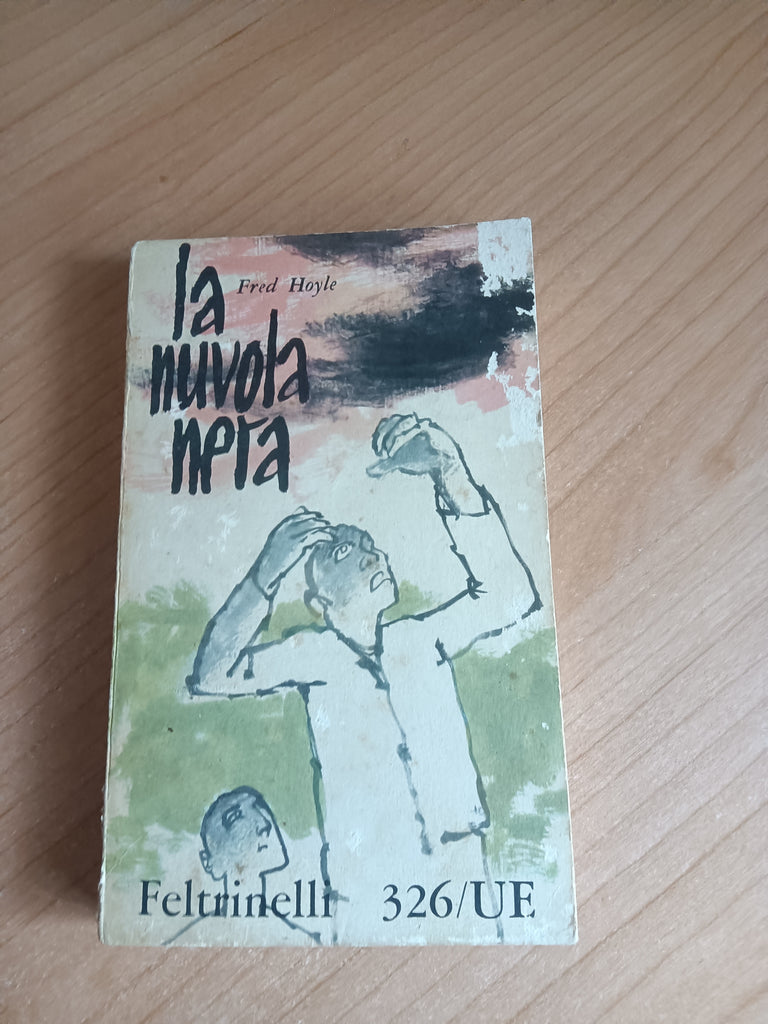 la
Fred Hoyle
nuvola
nera
Feltrinelli 326/UE